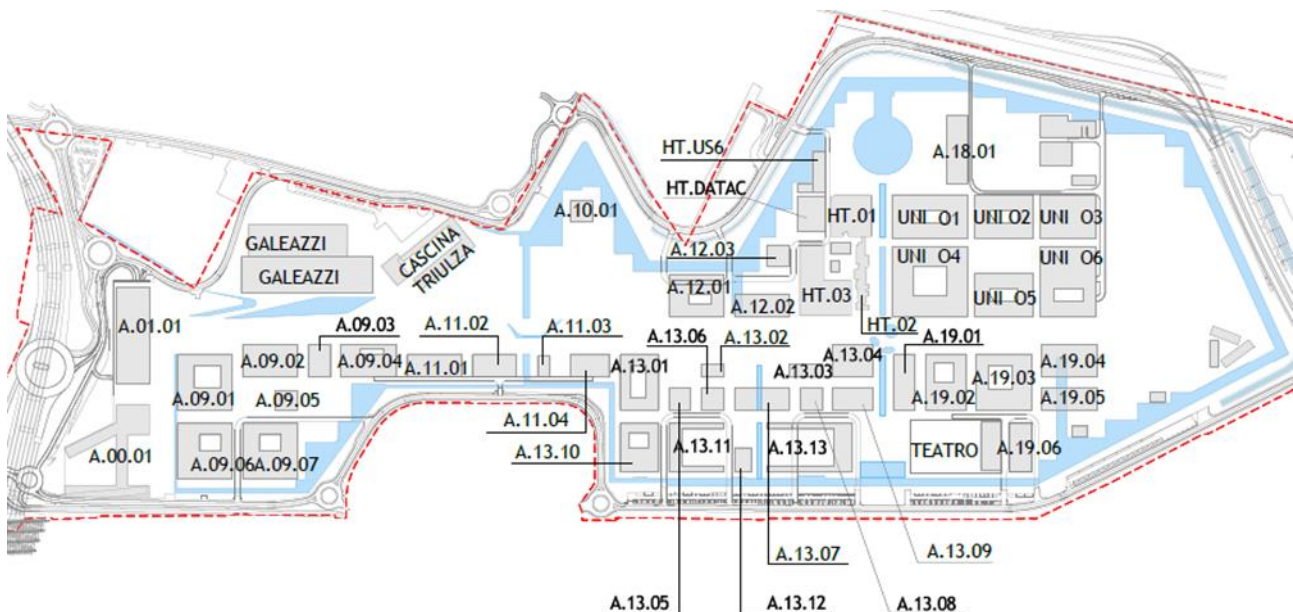 HT.US6
A.18.01
HT.DATAC
A.10.01
HT.01
UNI O1
UNI O2
UNI O3
GALEAZZI
CASCINA
TRIULZA
A.12.03
UNI O4
UNI O6
GALEAZZI
A.12.01
A.12.02
HT.03
UNI O5
A.01.01
A.09.03
A.11.02
A.11.03
A.13.06
A.13.02
HT.02
A.19.01
A.09.02
A.09.04
A.11.01
A.13.01
A.13.03
A.13.04
A.19.02
A.19.03
A.19.04
A.09.01
A.09.05
A.19.05
A.11.04
A.13.10
A.13.11
A.13.13
TEATRO
A.19.06
A.00.01
A.09.06
A.09.07
A.13.07
A.13.09
A.13.05
A.13.12
A.13.08